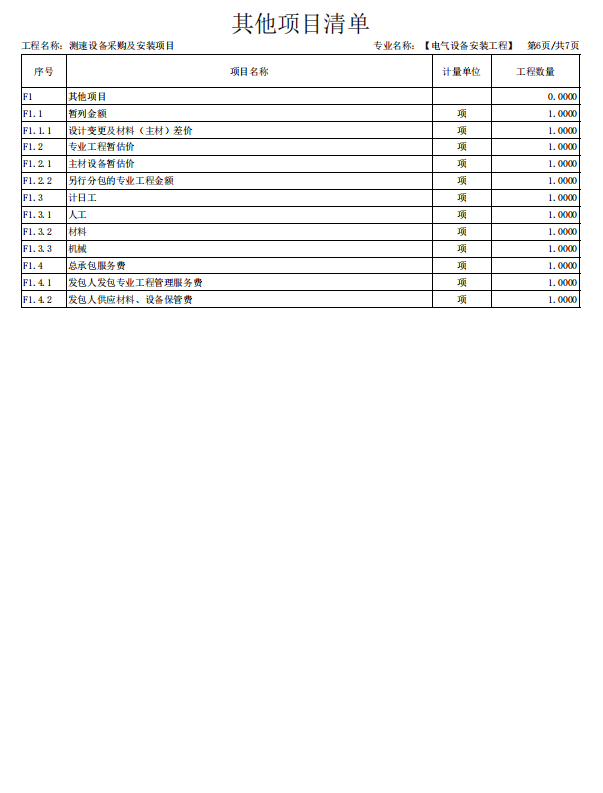 其他项目清单
工程名称: 测速设备采购及安装项目 专业名称: 【电气设备安装工程】 第6页/共7页
序号 项目名称 计量单位 工程数量
F1 其他项目 0.0000
F1.1 暂列金额 项 1.0000
F1.1.1 设计变更及材料（主材）差价 项 1.0000
F1.2 专业工程暂估价 项 1.0000
F1.2.1 主材设备暂估价 项 1.0000
F1.2.2 另行分包的专业工程金额 项 1.0000
F1.3 计日工 项 1.0000
F1.3.1 人工 项 1.0000
F1.3.2 材料 项 1.0000
F1.3.3 机械 项 1.0000
F1.4 总承包服务费 项 1.0000
F1.4.1 发包人发包专业工程管理服务费 项 1.0000
F1.4.2 发包人供应材料、设备保管费 项 1.0000